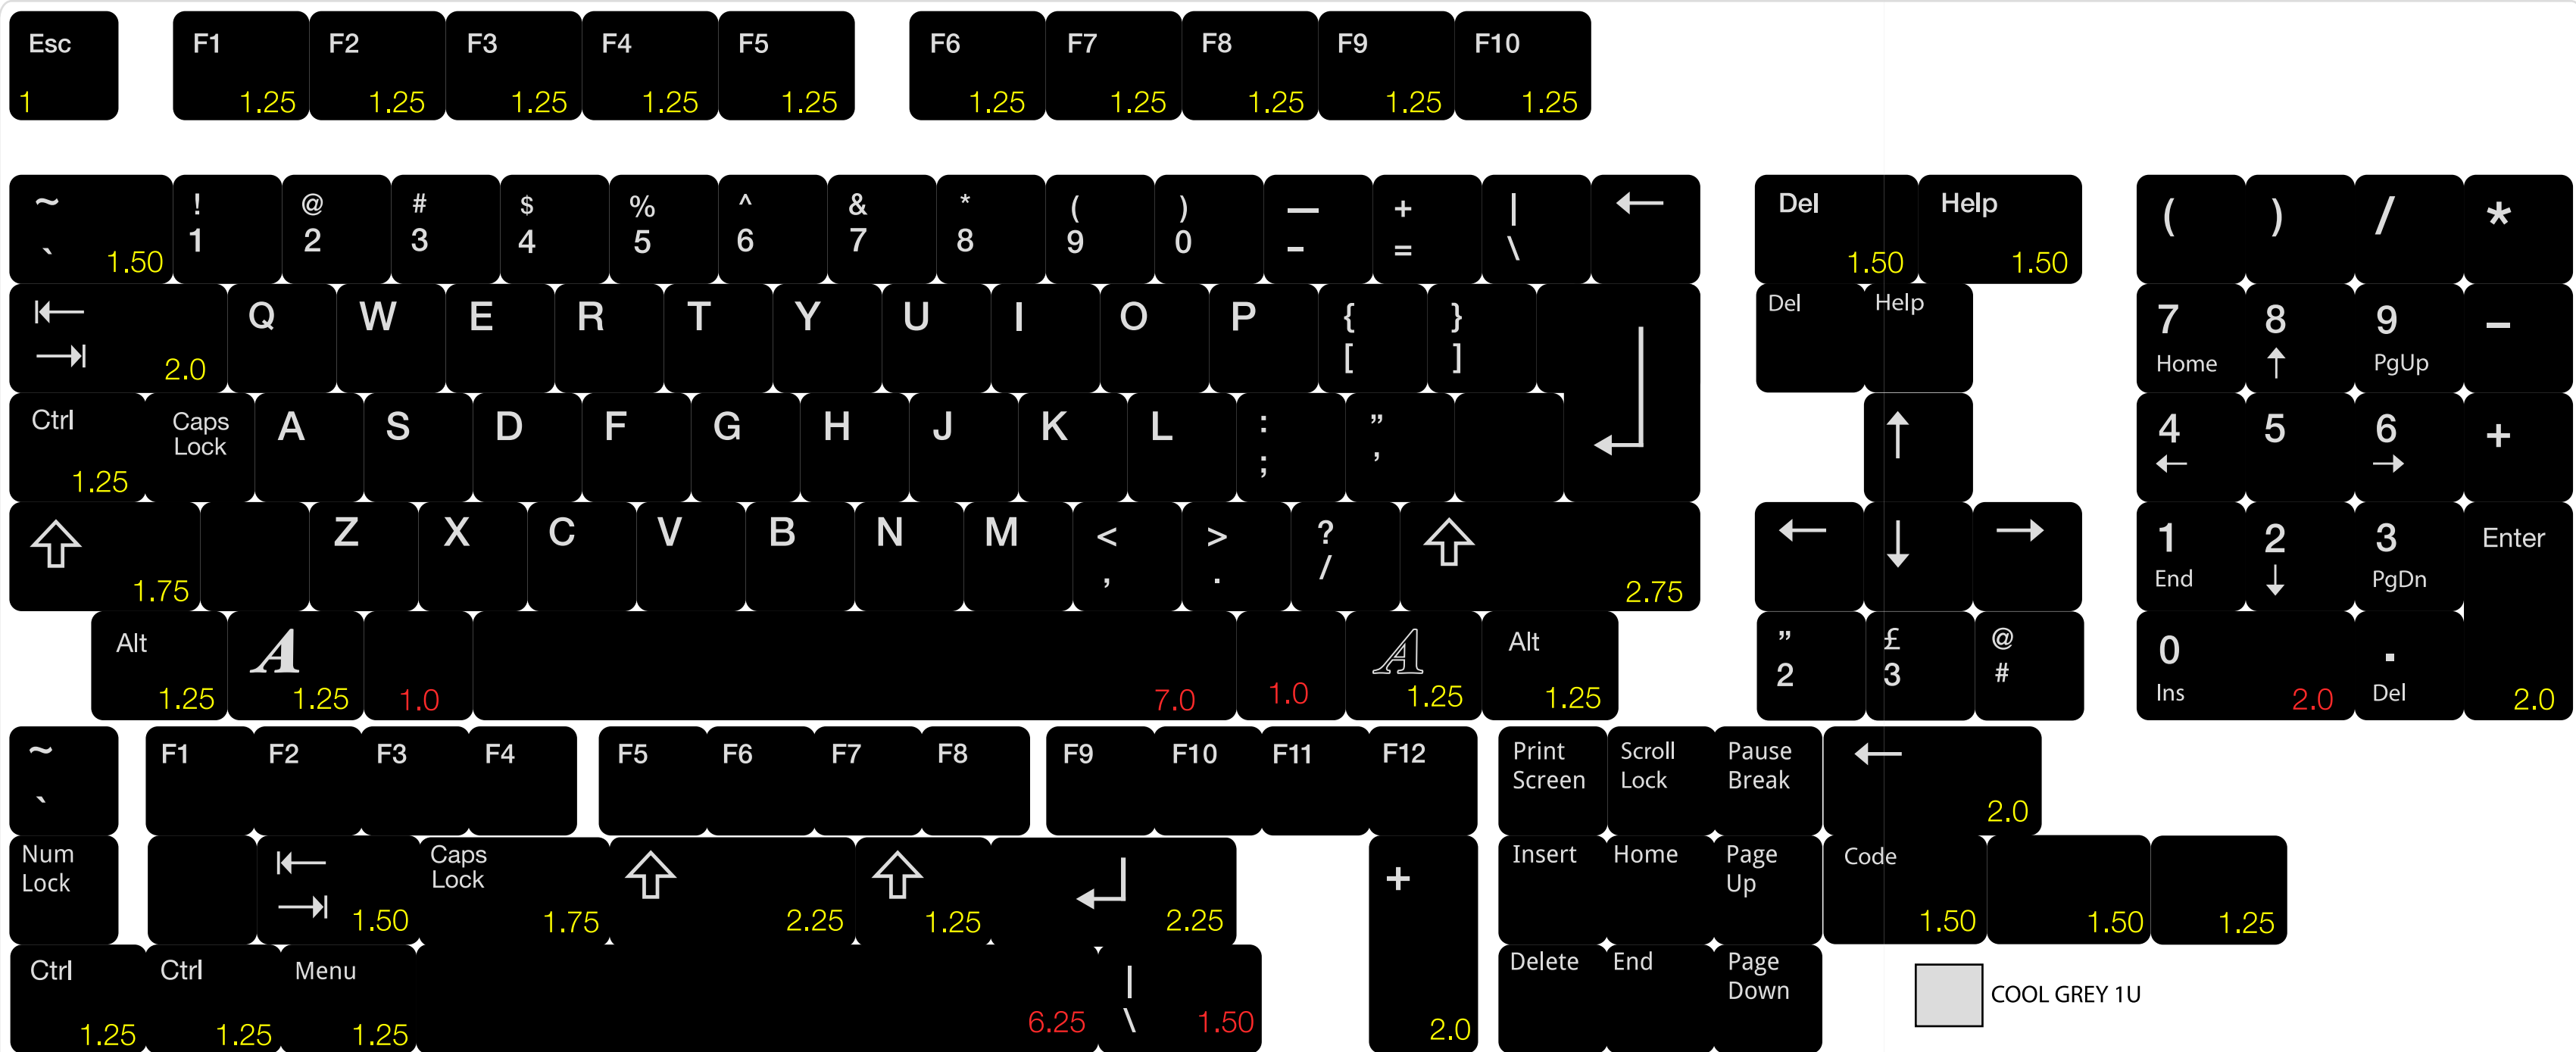 Esc F1 F2 F3 F4 F5 F6 F7 F8 F9 F10
1 1.25 1.25 1.25 1.25 1.25 1.25 1.25 1.25 1.25 1.25
~ ! @ # $ % ^ & * ( ) — + | ← Del Help ( ) / *
` 1 2 3 4 5 6 7 8 9 0 - = \
1.50 1.50 1.50
Q W E R T Y U I O P { } Del Help 7 8 9 −
[ ] Home ↑ PgUp
2.0
Ctrl Caps A S D F G H J K L : " ↑ 4 5 6 +
Lock ; ' ← →
1.25
⇧ Z X C V B N M < > ? ⇧ ← ↓ → 1 2 3 Enter
, . / End ↓ PgDn
1.75 2.75
Alt A A Alt " £ @ 0 .
2 3 # Ins Del
1.25 1.25 1.0 7.0 1.0 1.25 1.25 2.0 2.0
~ F1 F2 F3 F4 F5 F6 F7 F8 F9 F10 F11 F12 Print Scroll Pause ←
` Screen Lock Break
2.0
Num Caps ⇧ ⇧ + Insert Home Page Code
Lock Lock Up
1.50 1.75 2.25 1.25 2.25 1.50 1.50 1.25
Ctrl Ctrl Menu | Delete End Page
\ Down
1.25 1.25 1.25 6.25 1.50 2.0
COOL GREY 1U